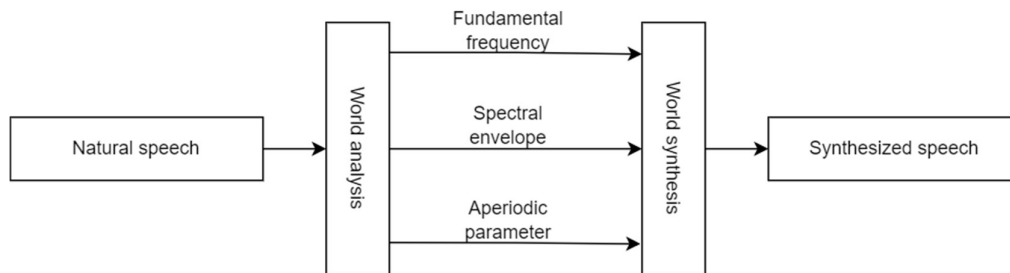 Fundamental
frequency
Natural speech
World analysis
Spectral
envelope
World synthesis
Synthesized speech
Aperiodic
parameter